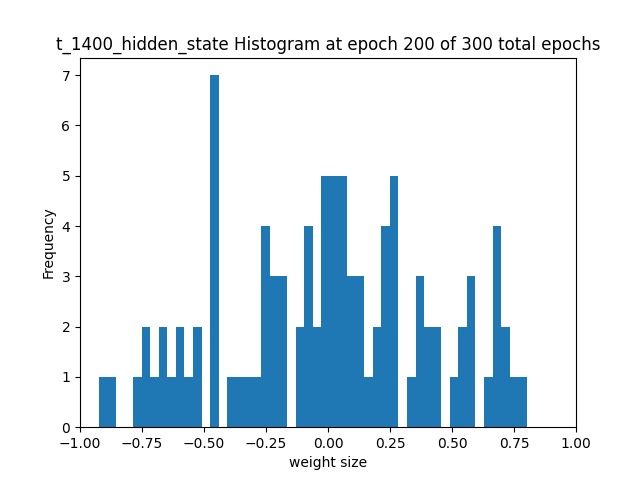 t_1400_hidden_state Histogram at epoch 200 of 300 total epochs
7
6
5
4
3
2
1
0
Frequency
−1.00 −0.75 −0.50 −0.25 0.00 0.25 0.50 0.75 1.00
weight size